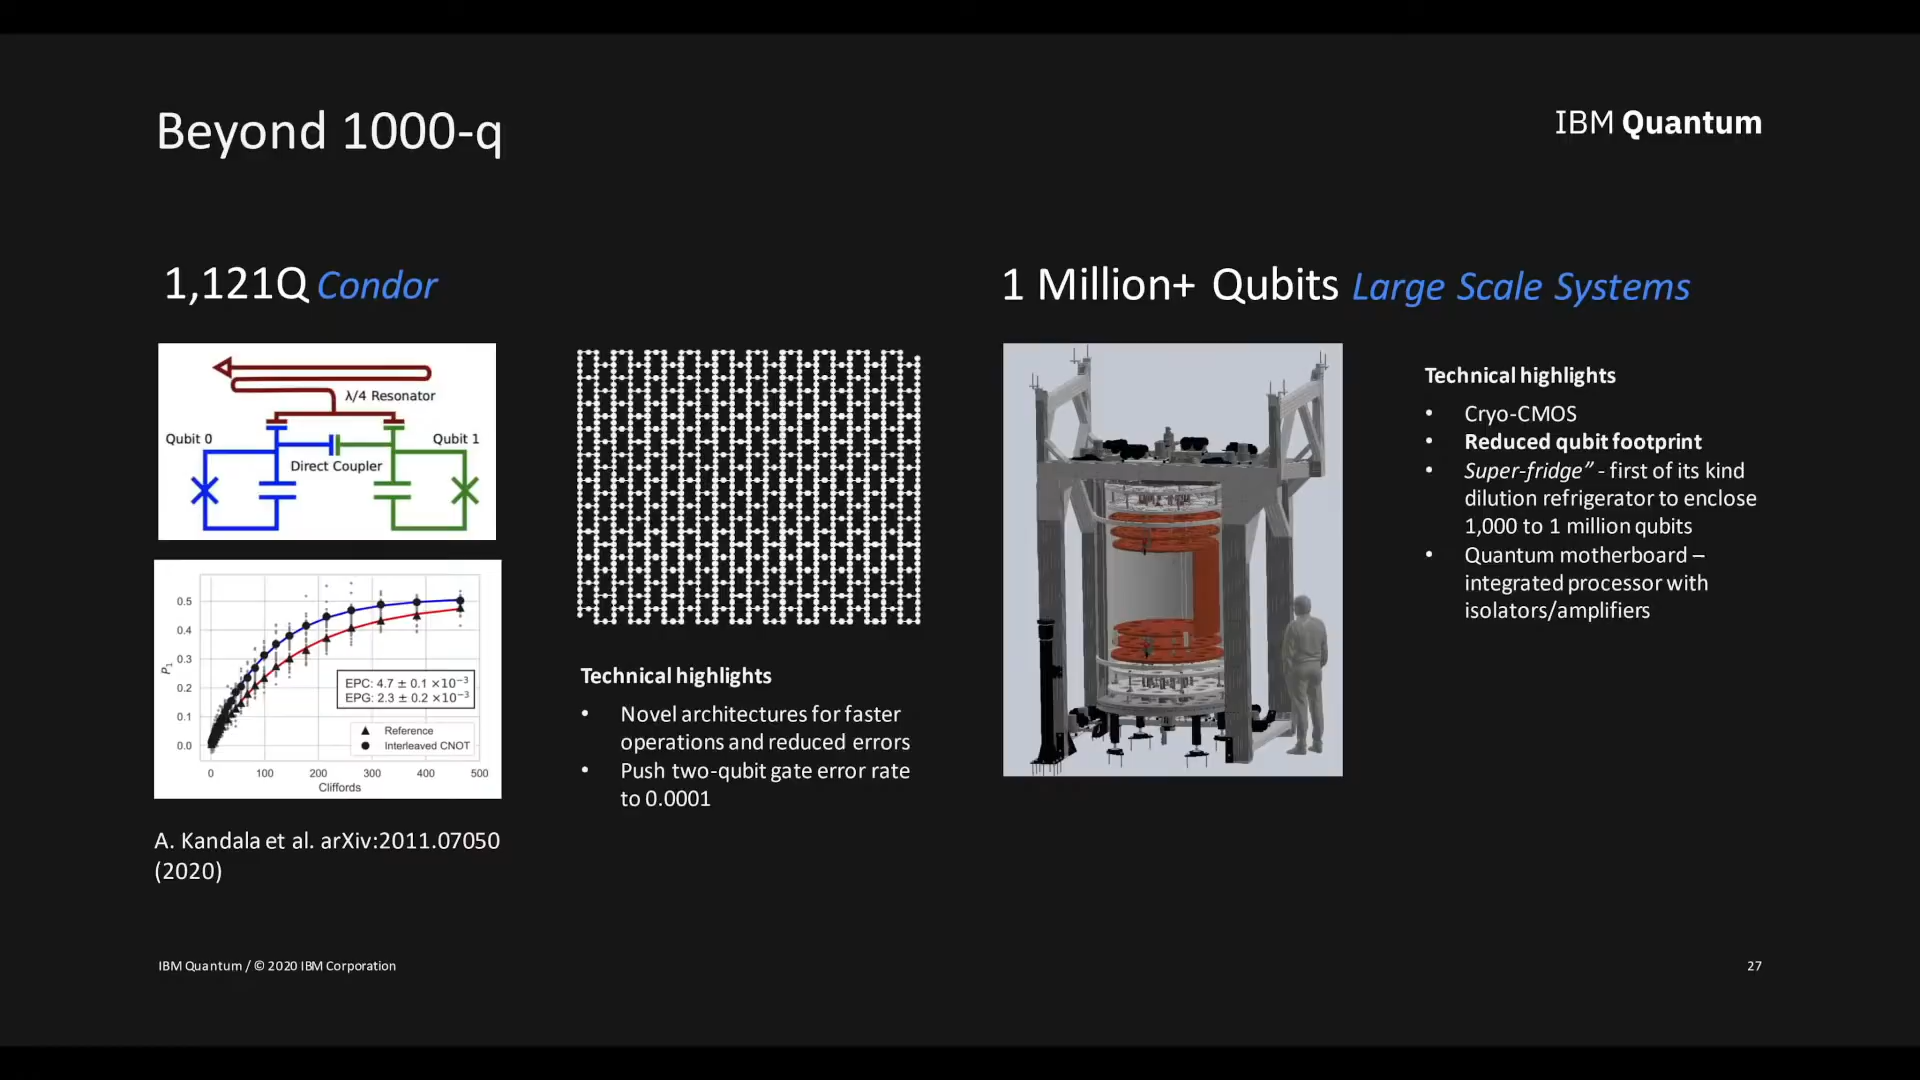 Beyond 1000-q
IBM Quantum
1,121Q Condor
λ/4 Resonator
Qubit 0
Qubit 1
Direct Coupler
P1
0.5
0.4
0.3
0.2
0.1
0.0
EPC: 4.7 ± 0.1 ×10⁻³
EPG: 2.3 ± 0.2 ×10⁻³
Reference
Interleaved CNOT
0 100 200 300 400 500
Cliffords
A. Kandala et al. arXiv:2011.07050
(2020)
Technical highlights
• Novel architectures for faster
operations and reduced errors
• Push two-qubit gate error rate
to 0.0001
1 Million+ Qubits Large Scale Systems
Technical highlights
• Cryo-CMOS
• Reduced qubit footprint
• Super-fridge” - first of its kind
dilution refrigerator to enclose
1,000 to 1 million qubits
• Quantum motherboard –
integrated processor with
isolators/amplifiers
IBM Quantum / © 2020 IBM Corporation
27